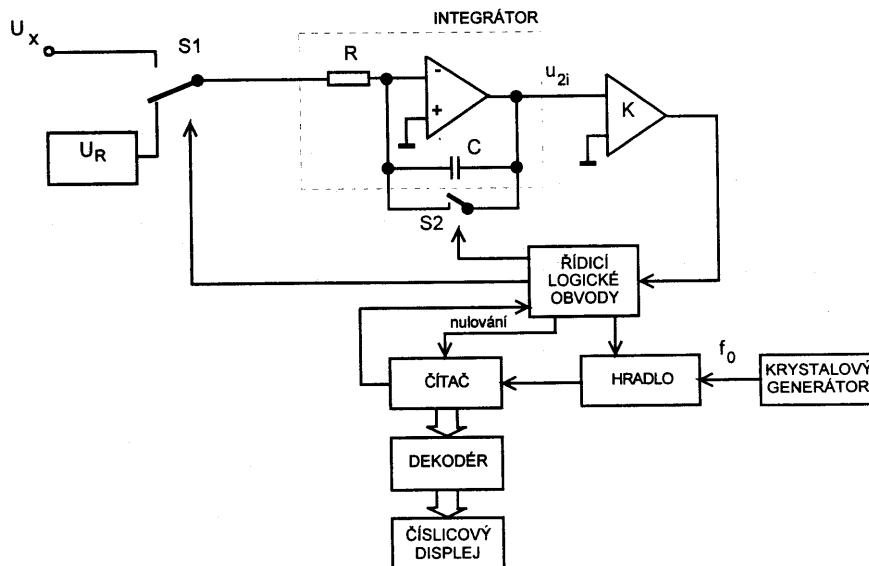 INTEGRÁTOR
U x
S1
R
u 2i
-
+
K
U R
C
S2
ŘÍDICÍ
LOGICKÉ
OBVODY
nulování
f 0
ČÍTAČ
HRADLO
KRYSTALOVÝ
GENERÁTOR
DEKODÉR
ČÍSLICOVÝ
DISPLEJ